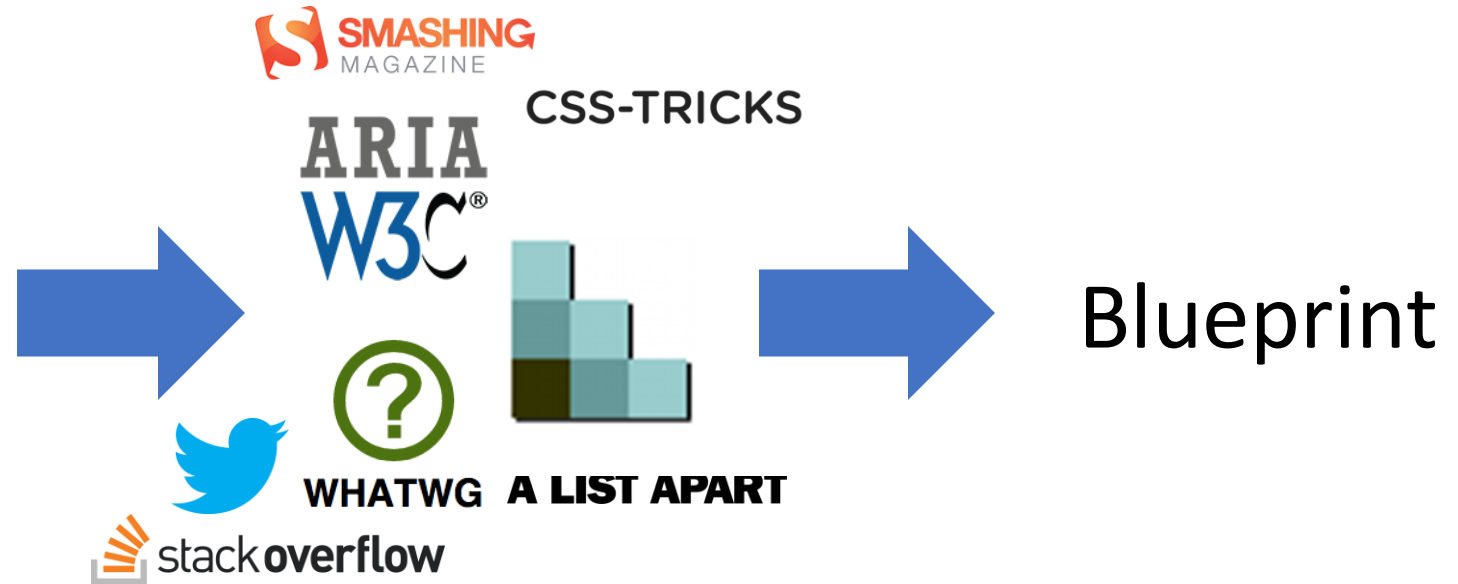 SMASHING
MAGAZINE
CSS-TRICKS
ARIA
W3C®
Blueprint
?
WHATWG
A LIST APART
stackoverflow